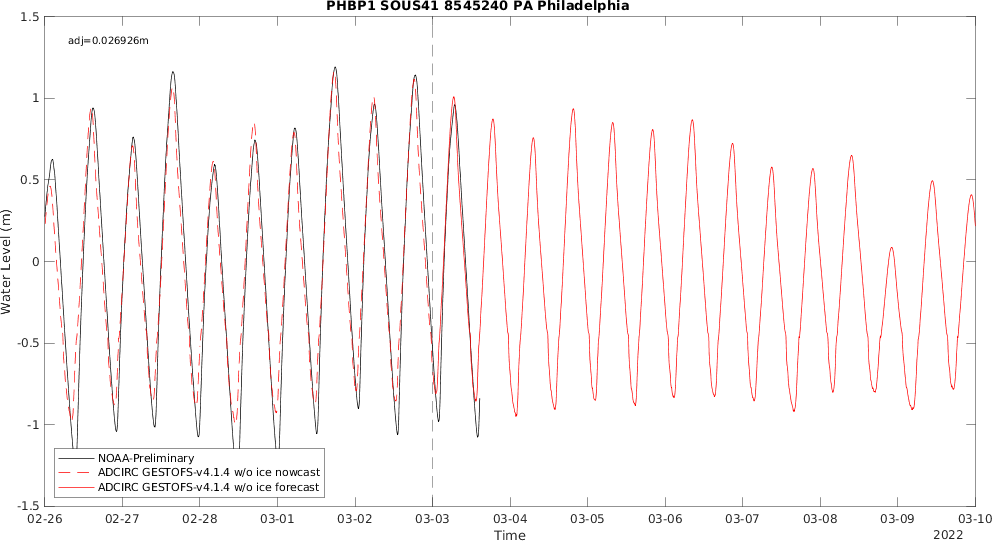 PHBP1 SOUS41 8545240 PA Philadelphia
adj=0.026926m
1.5
1
0.5
0
-0.5
-1
-1.5
Water Level (m)
NOAA-Preliminary
ADCIRC GESTOFS-v4.1.4 w/o ice nowcast
ADCIRC GESTOFS-v4.1.4 w/o ice forecast
02-26 02-27 02-28 03-01 03-02 03-03 03-04 03-05 03-06 03-07 03-08 03-09 03-10
Time
2022